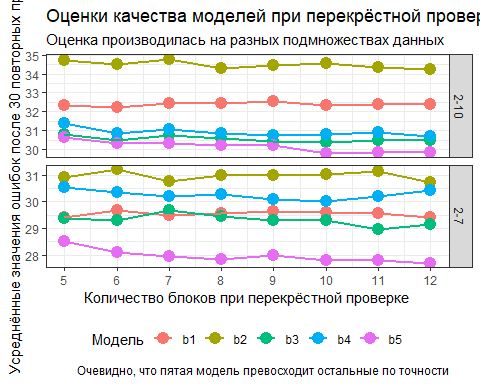 Оценки качества моделей при перекрёстной провер
Оценка производилась на разных подмножествах данных
Усреднённые значения ошибок после 30 повторных пр
35
34
33
32
31
30
2-10
31
30
29
28
2-7
5 6 7 8 9 10 11 12
Количество блоков при перекрёстной проверке
Модель b1 b2 b3 b4 b5
Очевидно, что пятая модель превосходит остальные по точности